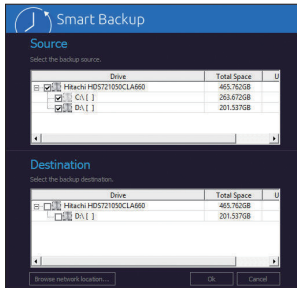 Smart Backup
Source
Select the backup source.
Drive Total Space U
Hitachi HDS721050CLA660 465.762GB
C:\ [ ] 263.672GB
D:\ [ ] 201.537GB
Destination
Select the backup destination.
Drive Total Space U
Hitachi HDS721050CLA660 465.762GB
D:\ [ ] 201.537GB
Browse network location... Ok Cancel